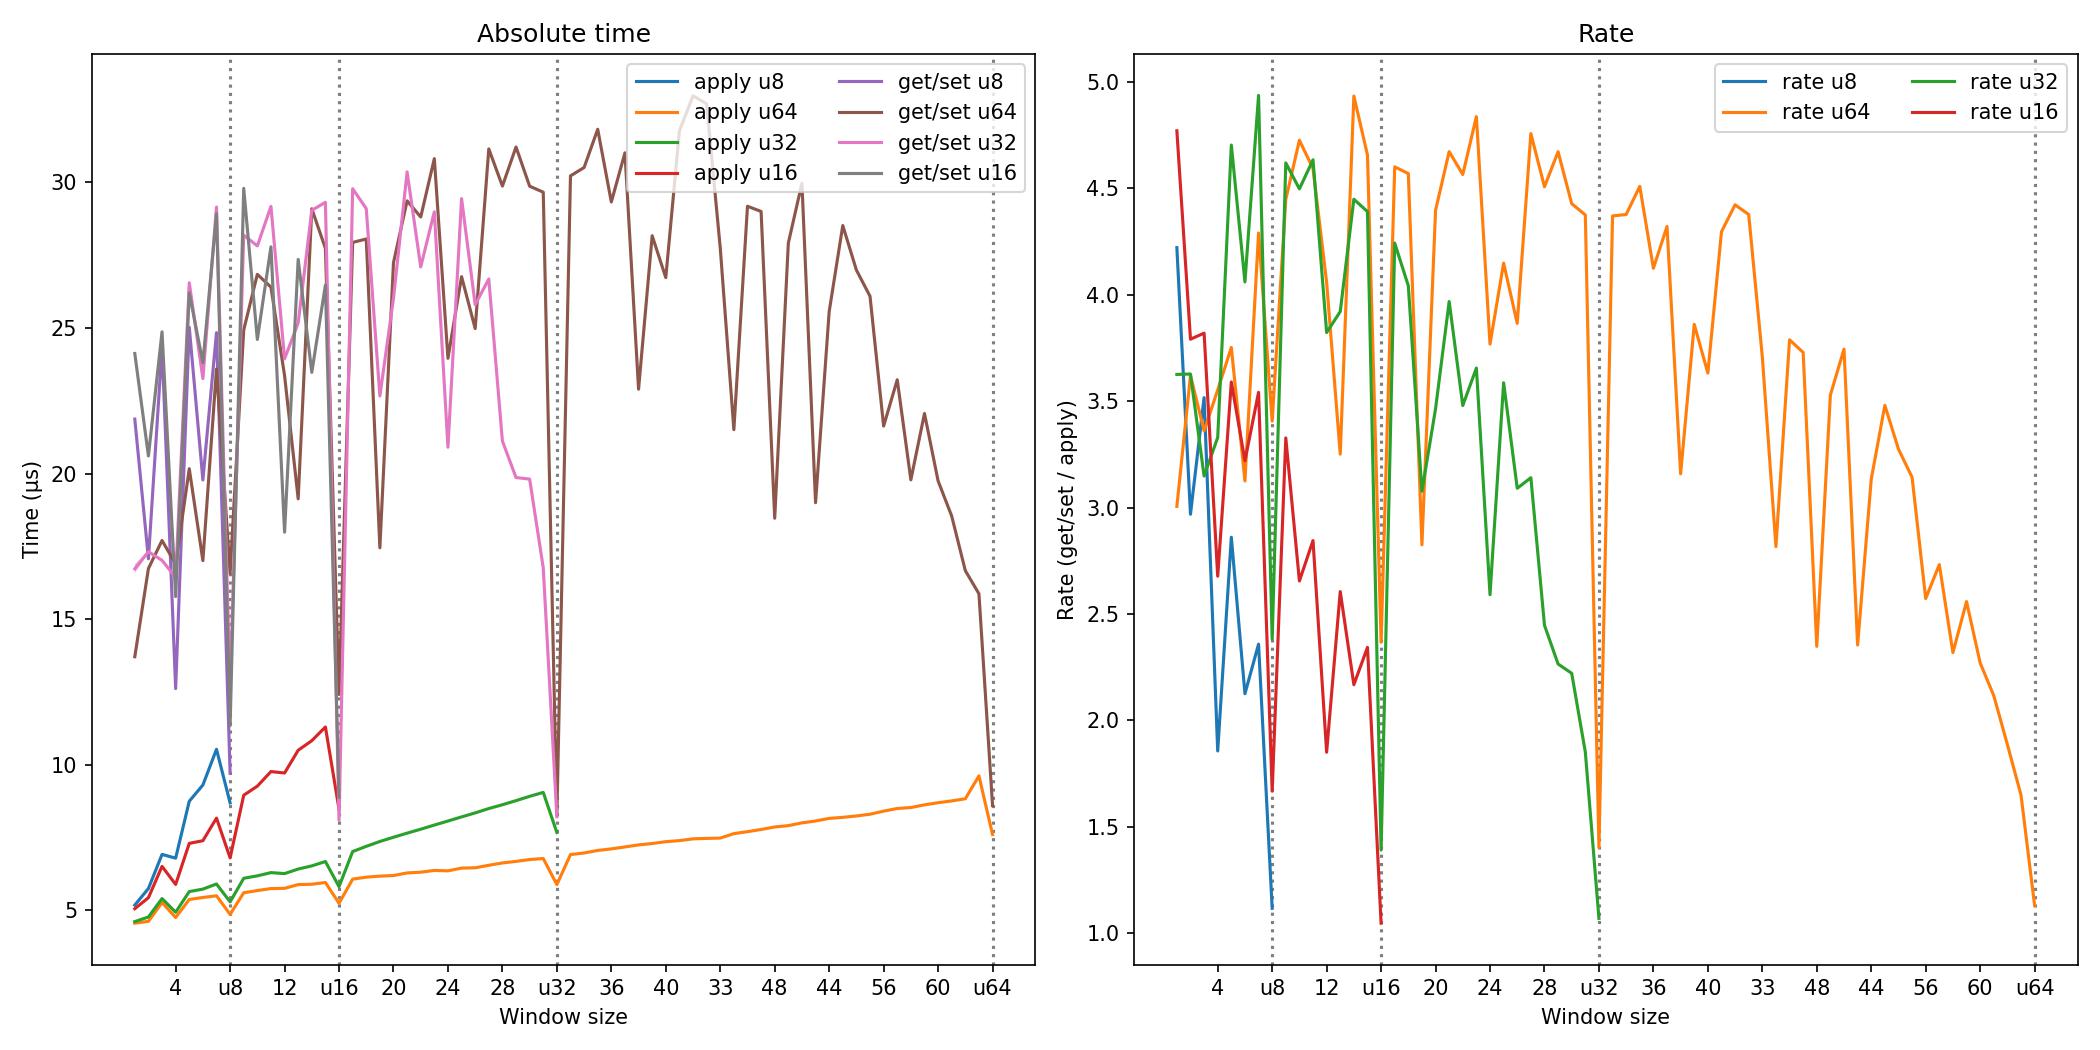 Absolute time
apply u8
apply u64
apply u32
apply u16
get/set u8
get/set u64
get/set u32
get/set u16
Time (µs)
30
25
20
15
10
5
4 u8 12 u16 20 24 28 u32 36 40 33 48 44 56 60 u64
Window size
Rate
rate u8
rate u64
rate u32
rate u16
Rate (get/set / apply)
5.0
4.5
4.0
3.5
3.0
2.5
2.0
1.5
1.0
4 u8 12 u16 20 24 28 u32 36 40 33 48 44 56 60 u64
Window size